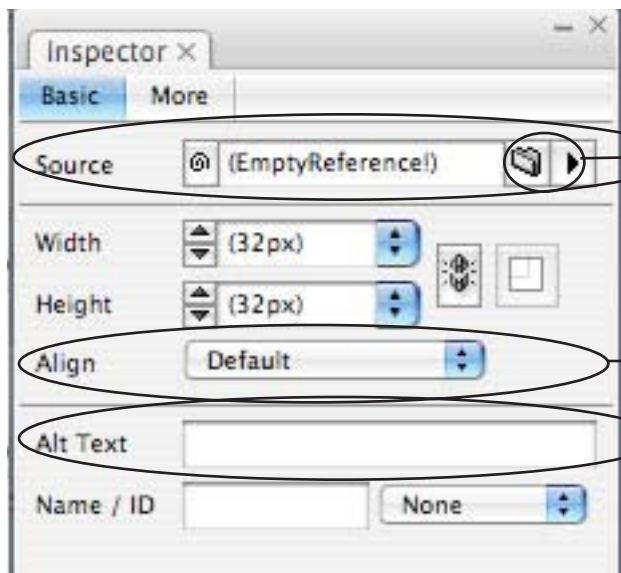 Inspector
Basic More
Source (EmptyReference!)
Width (32px)
Height (32px)
Align Default
Alt Text
Name / ID None